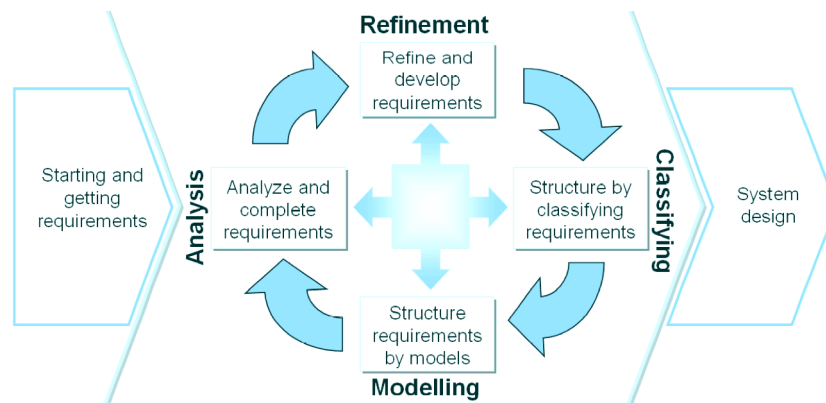 Refinement
Refine and
develop
requirements
Starting and
getting
requirements
Analysis
Analyze and
complete
requirements
Structure by
classifying
requirements
Classifying
System
design
Structure
requirements
by models
Modelling